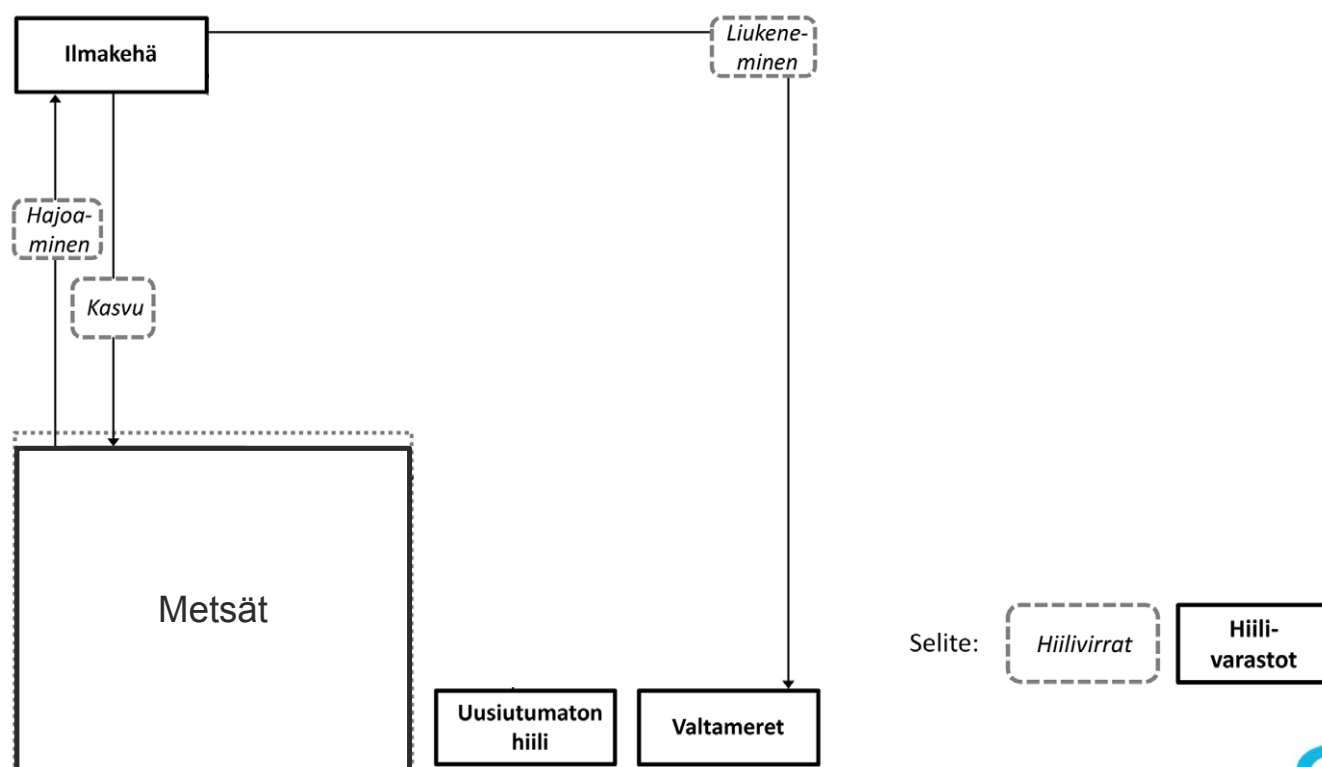 Ilmakehä
Liukene-
minen
Hajoa-
minen
Kasvu
Metsät
Uusiutumaton
hiili
Valtameret
Selite:
Hiilivirrat
Hiili-
varastot